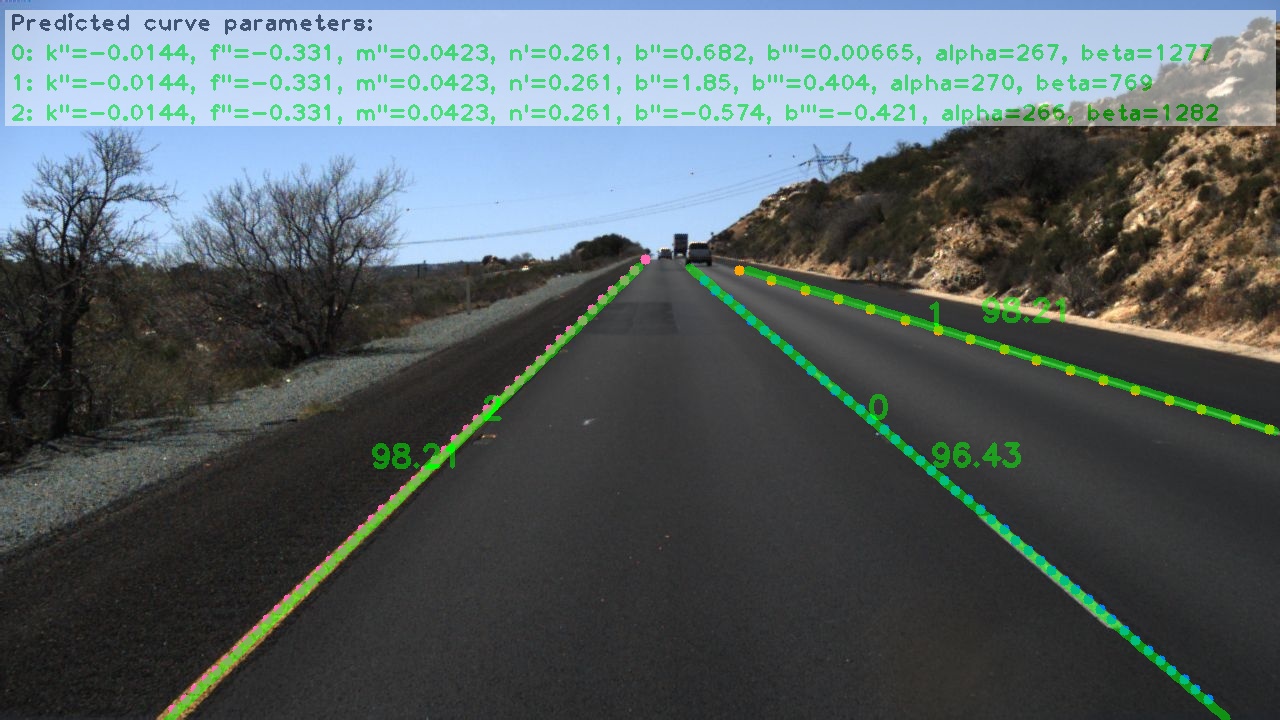 Predicted curve parameters:
0: k''=-0.0144, f''=-0.331, m''=0.0423, n'=0.261, b''=0.682, b'''=0.00665, alpha=267, beta=1277
1: k''=-0.0144, f''=-0.331, m''=0.0423, n'=0.261, b''=1.85, b'''=0.404, alpha=270, beta=769
2: k''=-0.0144, f''=-0.331, m''=0.0423, n'=0.261, b''=-0.574, b'''=-0.421, alpha=266, beta=1282
1 98.21
2 0
98.21 96.43